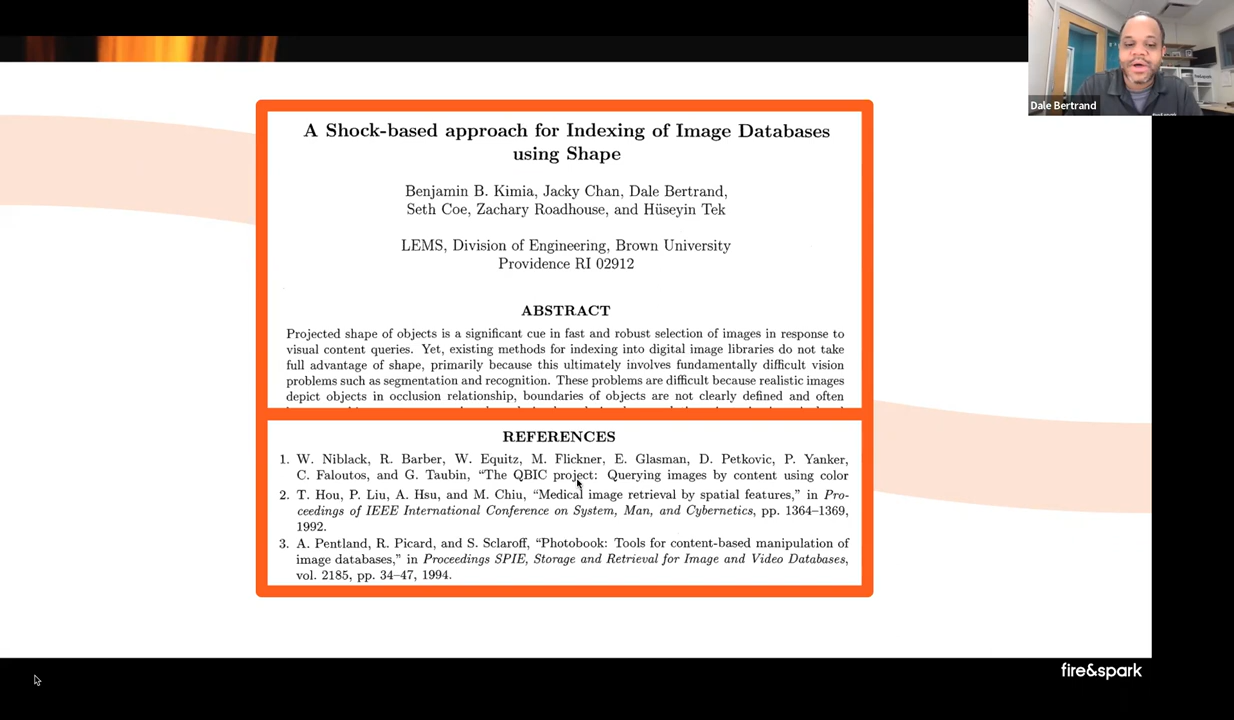 Dale Bertrand
A Shock-based approach for Indexing of Image Databases
using Shape
Benjamin B. Kimia, Jacky Chan, Dale Bertrand,
Seth Coe, Zachary Roadhouse, and Hüseyin Tek
LEMS, Division of Engineering, Brown University
Providence RI 02912
ABSTRACT
Projected shape of objects is a significant cue in fast and robust selection of images in response to
visual content queries. Yet, existing methods for indexing into digital image libraries do not take
full advantage of shape, primarily because this ultimately involves fundamentally difficult vision
problems such as segmentation and recognition. These problems are difficult because realistic images
depict objects in occlusion relationship, boundaries of objects are not clearly defined and often
REFERENCES
1. W. Niblack, R. Barber, W. Equitz, M. Flickner, E. Glasman, D. Petkovic, P. Yanker,
C. Faloutos, and G. Taubin, “The QBIC project: Querying images by content using color
2. T. Hou, P. Liu, A. Hsu, and M. Chiu, “Medical image retrieval by spatial features,” in Pro-
ceedings of IEEE International Conference on System, Man, and Cybernetics, pp. 1364–1369,
1992.
3. A. Pentland, R. Picard, and S. Sclaroff, “Photobook: Tools for content-based manipulation of
image databases,” in Proceedings SPIE, Storage and Retrieval for Image and Video Databases,
vol. 2185, pp. 34–47, 1994.
fire&spark